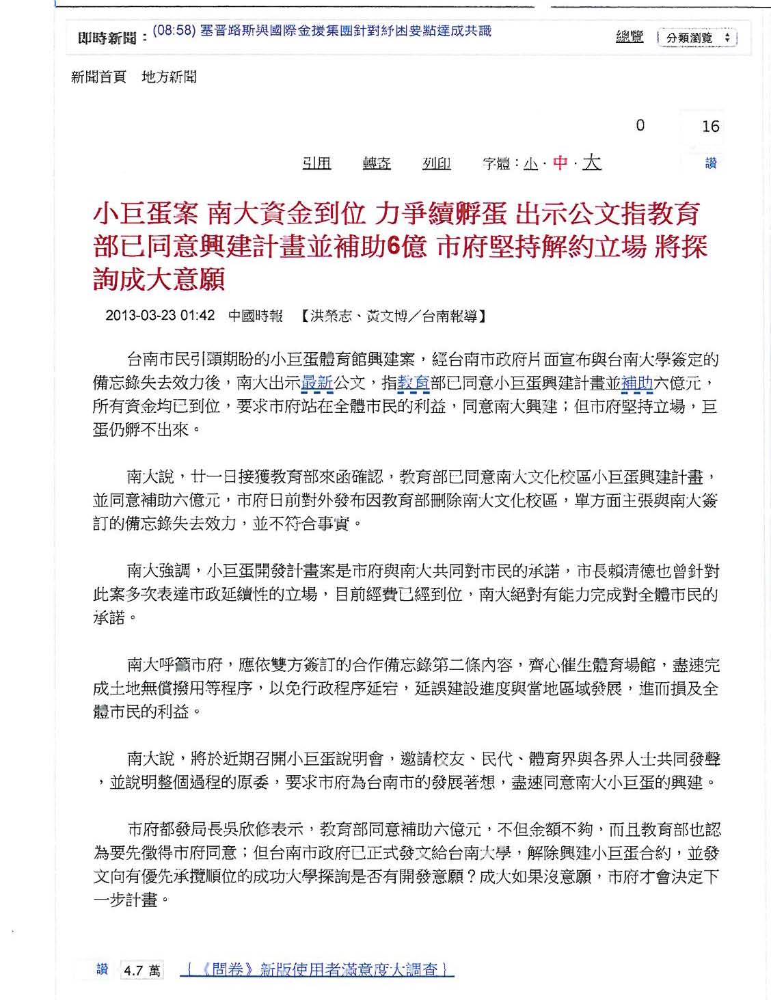 即時新聞：(08:58) 塞普路斯與國際金援集團針對紓困要點達成共識 總覽 分類瀏覽
新聞首頁 地方新聞
0 16
引用 轉寄 列印 字體：小．中．大 讚
小巨蛋案 南大資金到位 力爭續孵蛋 出示公文指教育
部已同意興建計畫並補助6億 市府堅持解約立場 將探
詢成大意願
2013-03-23 01:42 中國時報 【洪榮志、黃文博／台南報導】
台南市民引頸期盼的小巨蛋體育館興建案，經台南市政府片面宣布與台南大學簽定的
備忘錄失去效力後，南大出示最新公文，指教育部已同意小巨蛋興建計畫並補助六億元，
所有資金均已到位，要求市府站在全體市民的利益，同意南大興建；但市府堅持立場，巨
蛋仍孵不出來。
南大說，廿一日接獲教育部來函確認，教育部已同意南大文化校區小巨蛋興建計畫，
並同意補助六億元，市府日前對外發布因教育部刪除南大文化校區，單方面主張與南大簽
訂的備忘錄失去效力，並不符合事實。
南大強調，小巨蛋開發計畫案是市府與南大共同對市民的承諾，市長賴清德也曾針對
此案多次表達市政延續性的立場，目前經費已經到位，南大絕對有能力完成對全體市民的
承諾。
南大呼籲市府，應依雙方簽訂的合作備忘錄第二條內容，齊心催生體育場館，盡速完
成土地無償撥用等程序，以免行政程序延宕，延誤建設進度與當地區域發展，進而損及全
體市民的利益。
南大說，將於近期召開小巨蛋說明會，邀請校友、民代、體育界與各界人士共同發聲
，並說明整個過程的原委，要求市府為台南市的發展著想，盡速同意南大小巨蛋的興建。
市府都發局長吳欣修表示，教育部同意補助六億元，不但金額不夠，而且教育部也認
為要先徵得市府同意；但台南市政府已正式發文給台南大學，解除興建小巨蛋合約，並發
文向有優先承攬順位的成功大學探詢是否有開發意願？成大如果沒意願，市府才會決定下
一步計畫。
讚 4.7 萬 {《問卷》新版使用者滿意度大調查}